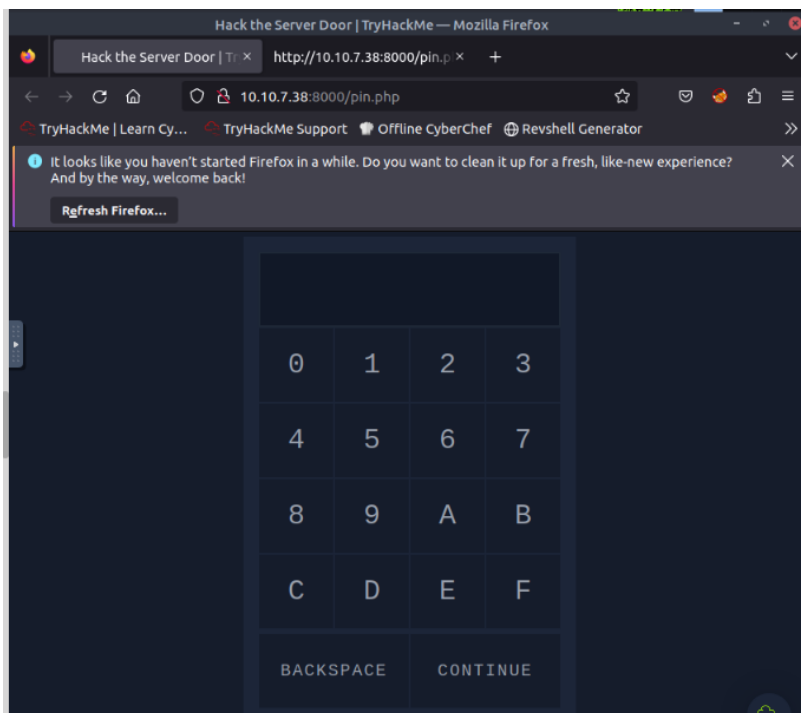 Hack the Server Door | TryHackMe — Mozilla Firefox
Hack the Server Door | Tr × http://10.10.7.38:8000/pin.p × +
10.10.7.38:8000/pin.php
TryHackMe | Learn Cy... TryHackMe Support Offline CyberChef Revshell Generator »
It looks like you haven't started Firefox in a while. Do you want to clean it up for a fresh, like-new experience?
And by the way, welcome back!
Refresh Firefox...
0 1 2 3
4 5 6 7
8 9 A B
C D E F
BACKSPACE CONTINUE